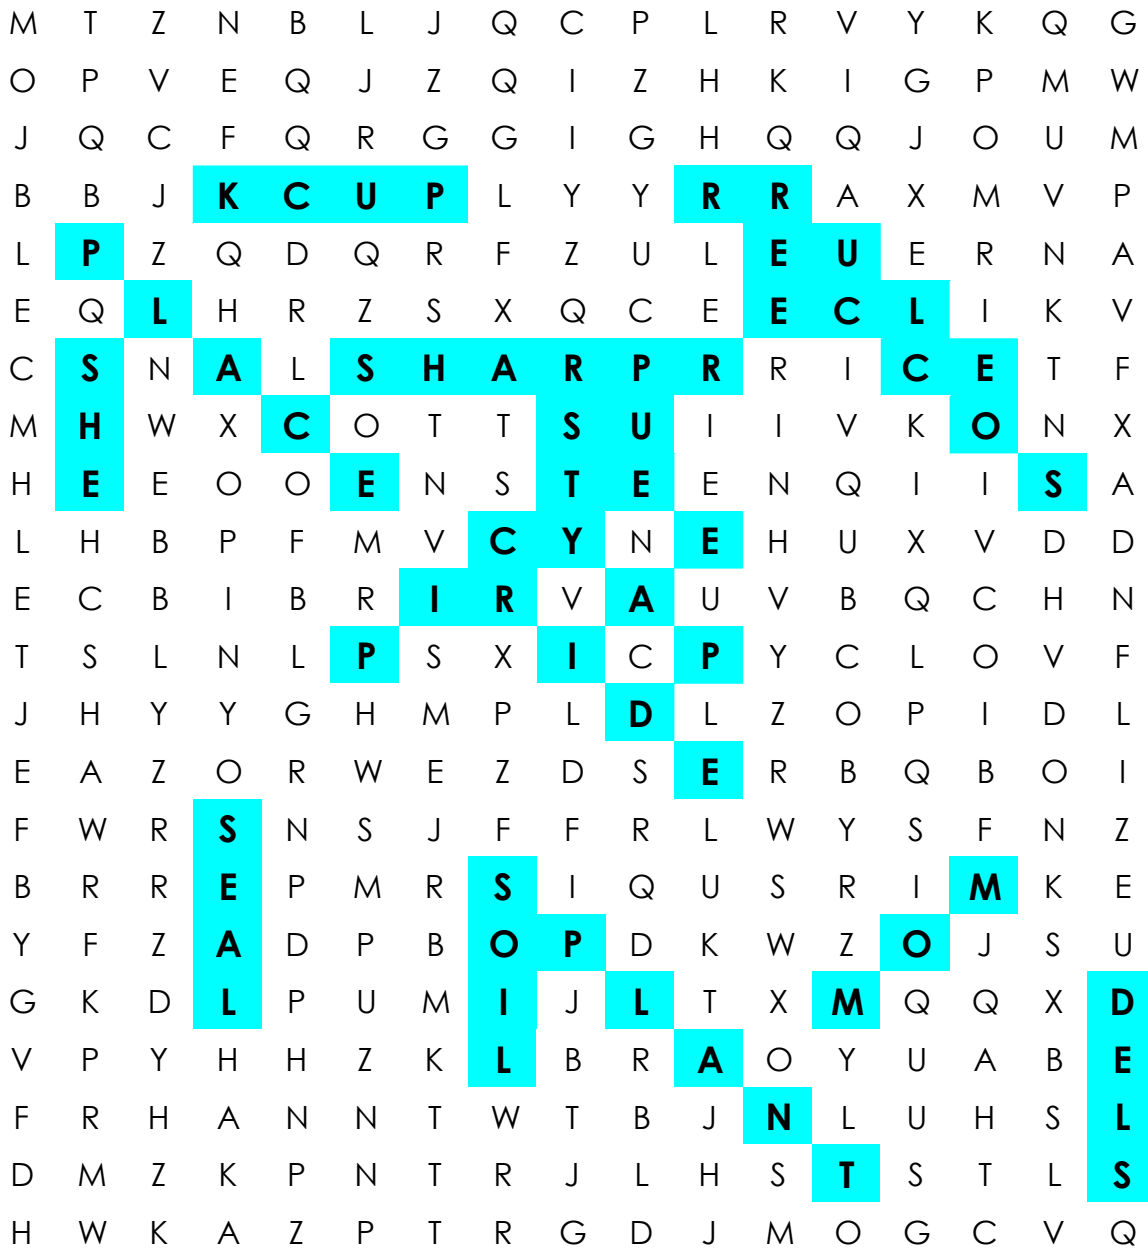 M T Z N B L J Q C P L R V Y K Q G
O P V E Q J Z Q I Z H K I G P M W
J Q C F Q R G G I G H Q Q J O U M
B B J K C U P L Y Y R R A X M V P
L P Z Q D Q R F Z U L E U E R N A
E Q L H R Z S X Q C E E C L I K V
C S N A L S H A R P R R I C E T F
M H W X C O T T S U I I V K O N X
H E E O O E N S T E E N Q I I S A
L H B P F M V C Y N E H U X V D D
E C B I B R I R V A U V B Q C H N
T S L N L P S X I C P Y C L O V F
J H Y Y G H M P L D L Z O P I D L
E A Z O R W E Z D S E R B Q B O I
F W R S N S J F F R L W Y S F N Z
B R R E P M R S I Q U S R I M K E
Y F Z A D P B O P D K W Z O J S U
G K D L P U M I J L T X M Q Q X D
V P Y H H Z K L B R A O Y U A B E
F R H A N N T W T B J N L U H S L
D M Z K P N T R J L H S T S T L S
H W K A Z P T R G D J M O G C V Q